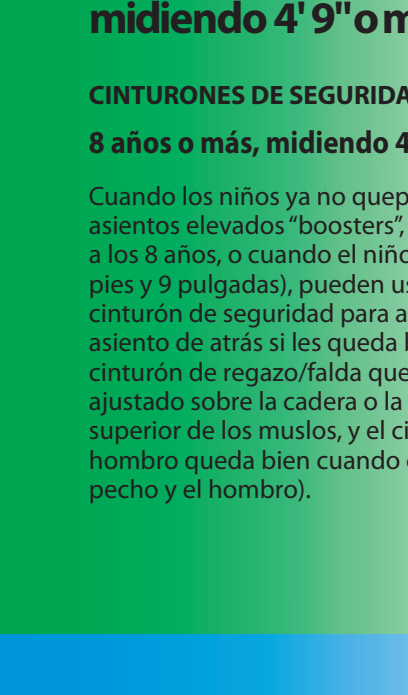 midiendo 4' 9" o m
CINTURONES DE SEGURIDA
8 años o más, midiendo 4
Cuando los niños ya no quep
asientos elevados “boosters”,
a los 8 años, o cuando el niño
pies y 9 pulgadas), pueden us
cinturón de seguridad para a
asiento de atrás si les queda b
cinturón de regazo/falda que
ajustado sobre la cadera o la
superior de los muslos, y el ci
hombro queda bien cuando
pecho y el hombro).